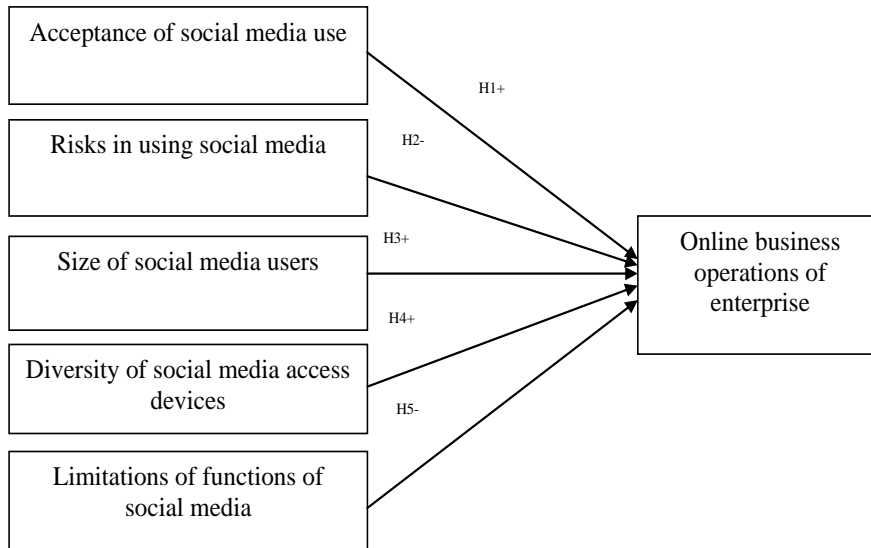 Acceptance of social media use
H1+
Risks in using social media
H2-
Size of social media users
H3+
Online business
operations of
enterprise
H4+
Diversity of social media access
devices
H5-
Limitations of functions of
social media